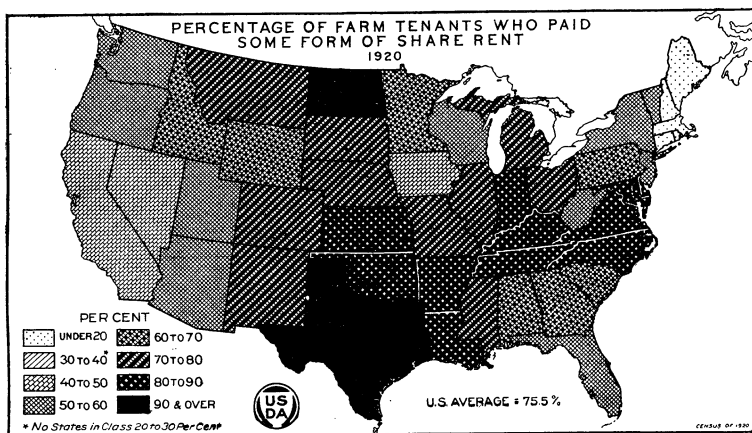 PERCENTAGE OF FARM TENANTS WHO PAID
SOME FORM OF SHARE RENT
1920
PER CENT
UNDER 20
30 TO 40*
40 TO 50
50 TO 60
60 TO 70
70 TO 80
80 TO 90
90 & OVER
* No States in Class 20 to 30 Per Cent
US
DA
U.S. AVERAGE = 75.5%
CENSUS OF 1920